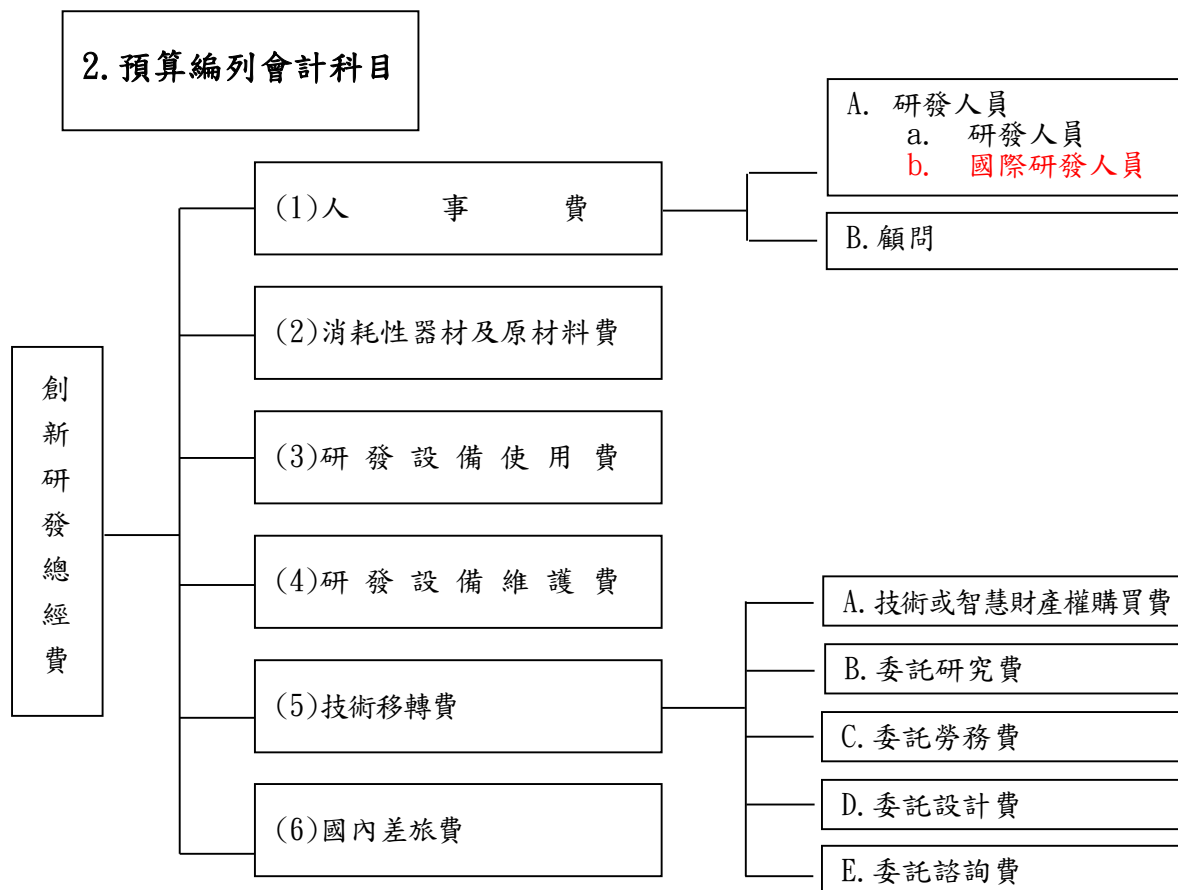 2.預算編列會計科目
創新研發總經費
(1)人事費
A. 研發人員
a. 研發人員
b. 國際研發人員
B.顧問
(2)消耗性器材及原材料費
(3)研發設備使用費
(4)研發設備維護費
(5)技術移轉費
A.技術或智慧財產權購買費
B.委託研究費
C.委託勞務費
D.委託設計費
E.委託諮詢費
(6)國內差旅費